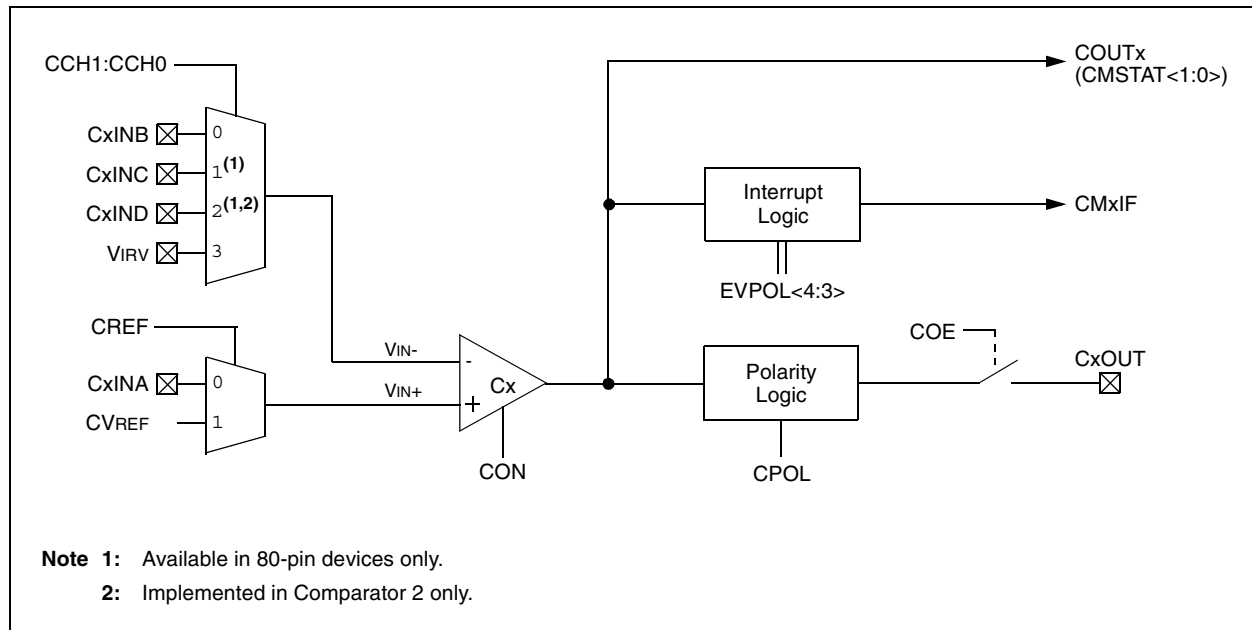 CCH1:CCH0
COUTx
(CMSTAT<1:0>)
CxINB 0
CxINC 1(1)
CxIND 2(1,2)
VIRV 3
Interrupt
Logic
CMxIF
EVPOL<4:3>
CREF
COE
CxINA 0
CVREF 1
VIN-
VIN+
-
+
Cx
CON
Polarity
Logic
CxOUT
CPOL
Note 1: Available in 80-pin devices only.
2: Implemented in Comparator 2 only.